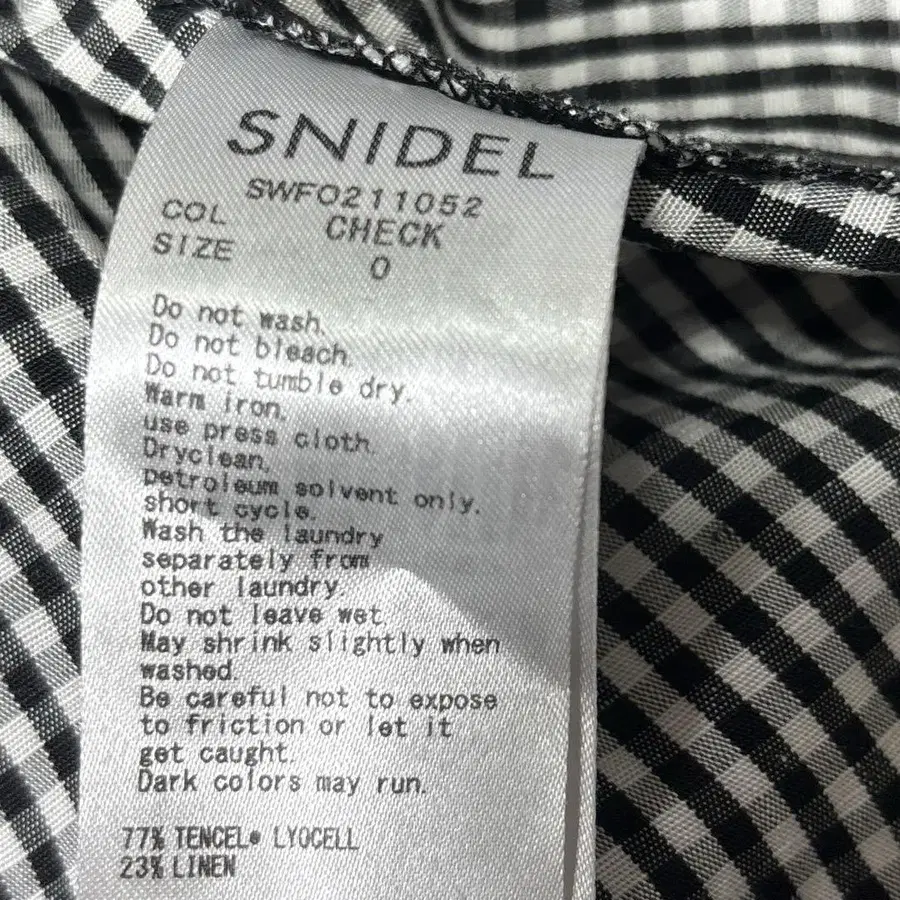 SNIDEL
SWFO211052
COL CHECK
SIZE 0
Do not wash.
Do not bleach.
Do not tumble dry.
Warm iron.
use press cloth.
Dryclean.
petroleum solvent only.
short cycle.
Wash the laundry
separately from
other laundry.
Do not leave wet
May shrink slightly when
washed.
Be careful not to expose
to friction or let it
get caught.
Dark colors may run.
77% TENCEL® LYOCELL
23% LINEN